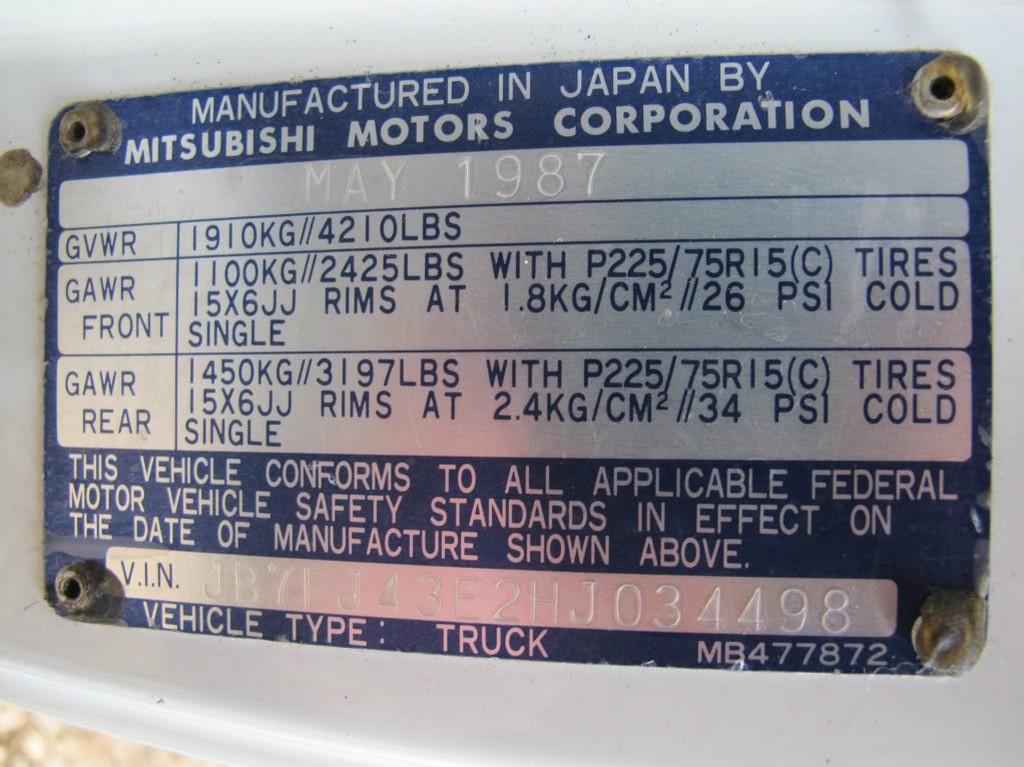 MANUFACTURED IN JAPAN BY
MITSUBISHI MOTORS CORPORATION
MAY 1987
GVWR 1910KG//4210LBS
GAWR FRONT 1100KG//2425LBS WITH P225/75R15(C) TIRES
15X6JJ RIMS AT 1.8KG/CM² //26 PSI COLD
SINGLE
GAWR REAR 1450KG//3197LBS WITH P225/75R15(C) TIRES
15X6JJ RIMS AT 2.4KG/CM² //34 PSI COLD
SINGLE
THIS VEHICLE CONFORMS TO ALL APPLICABLE FEDERAL
MOTOR VEHICLE SAFETY STANDARDS IN EFFECT ON
THE DATE OF MANUFACTURE SHOWN ABOVE.
V.I.N. JB7FJ43E2HJ034498
VEHICLE TYPE: TRUCK MB477872